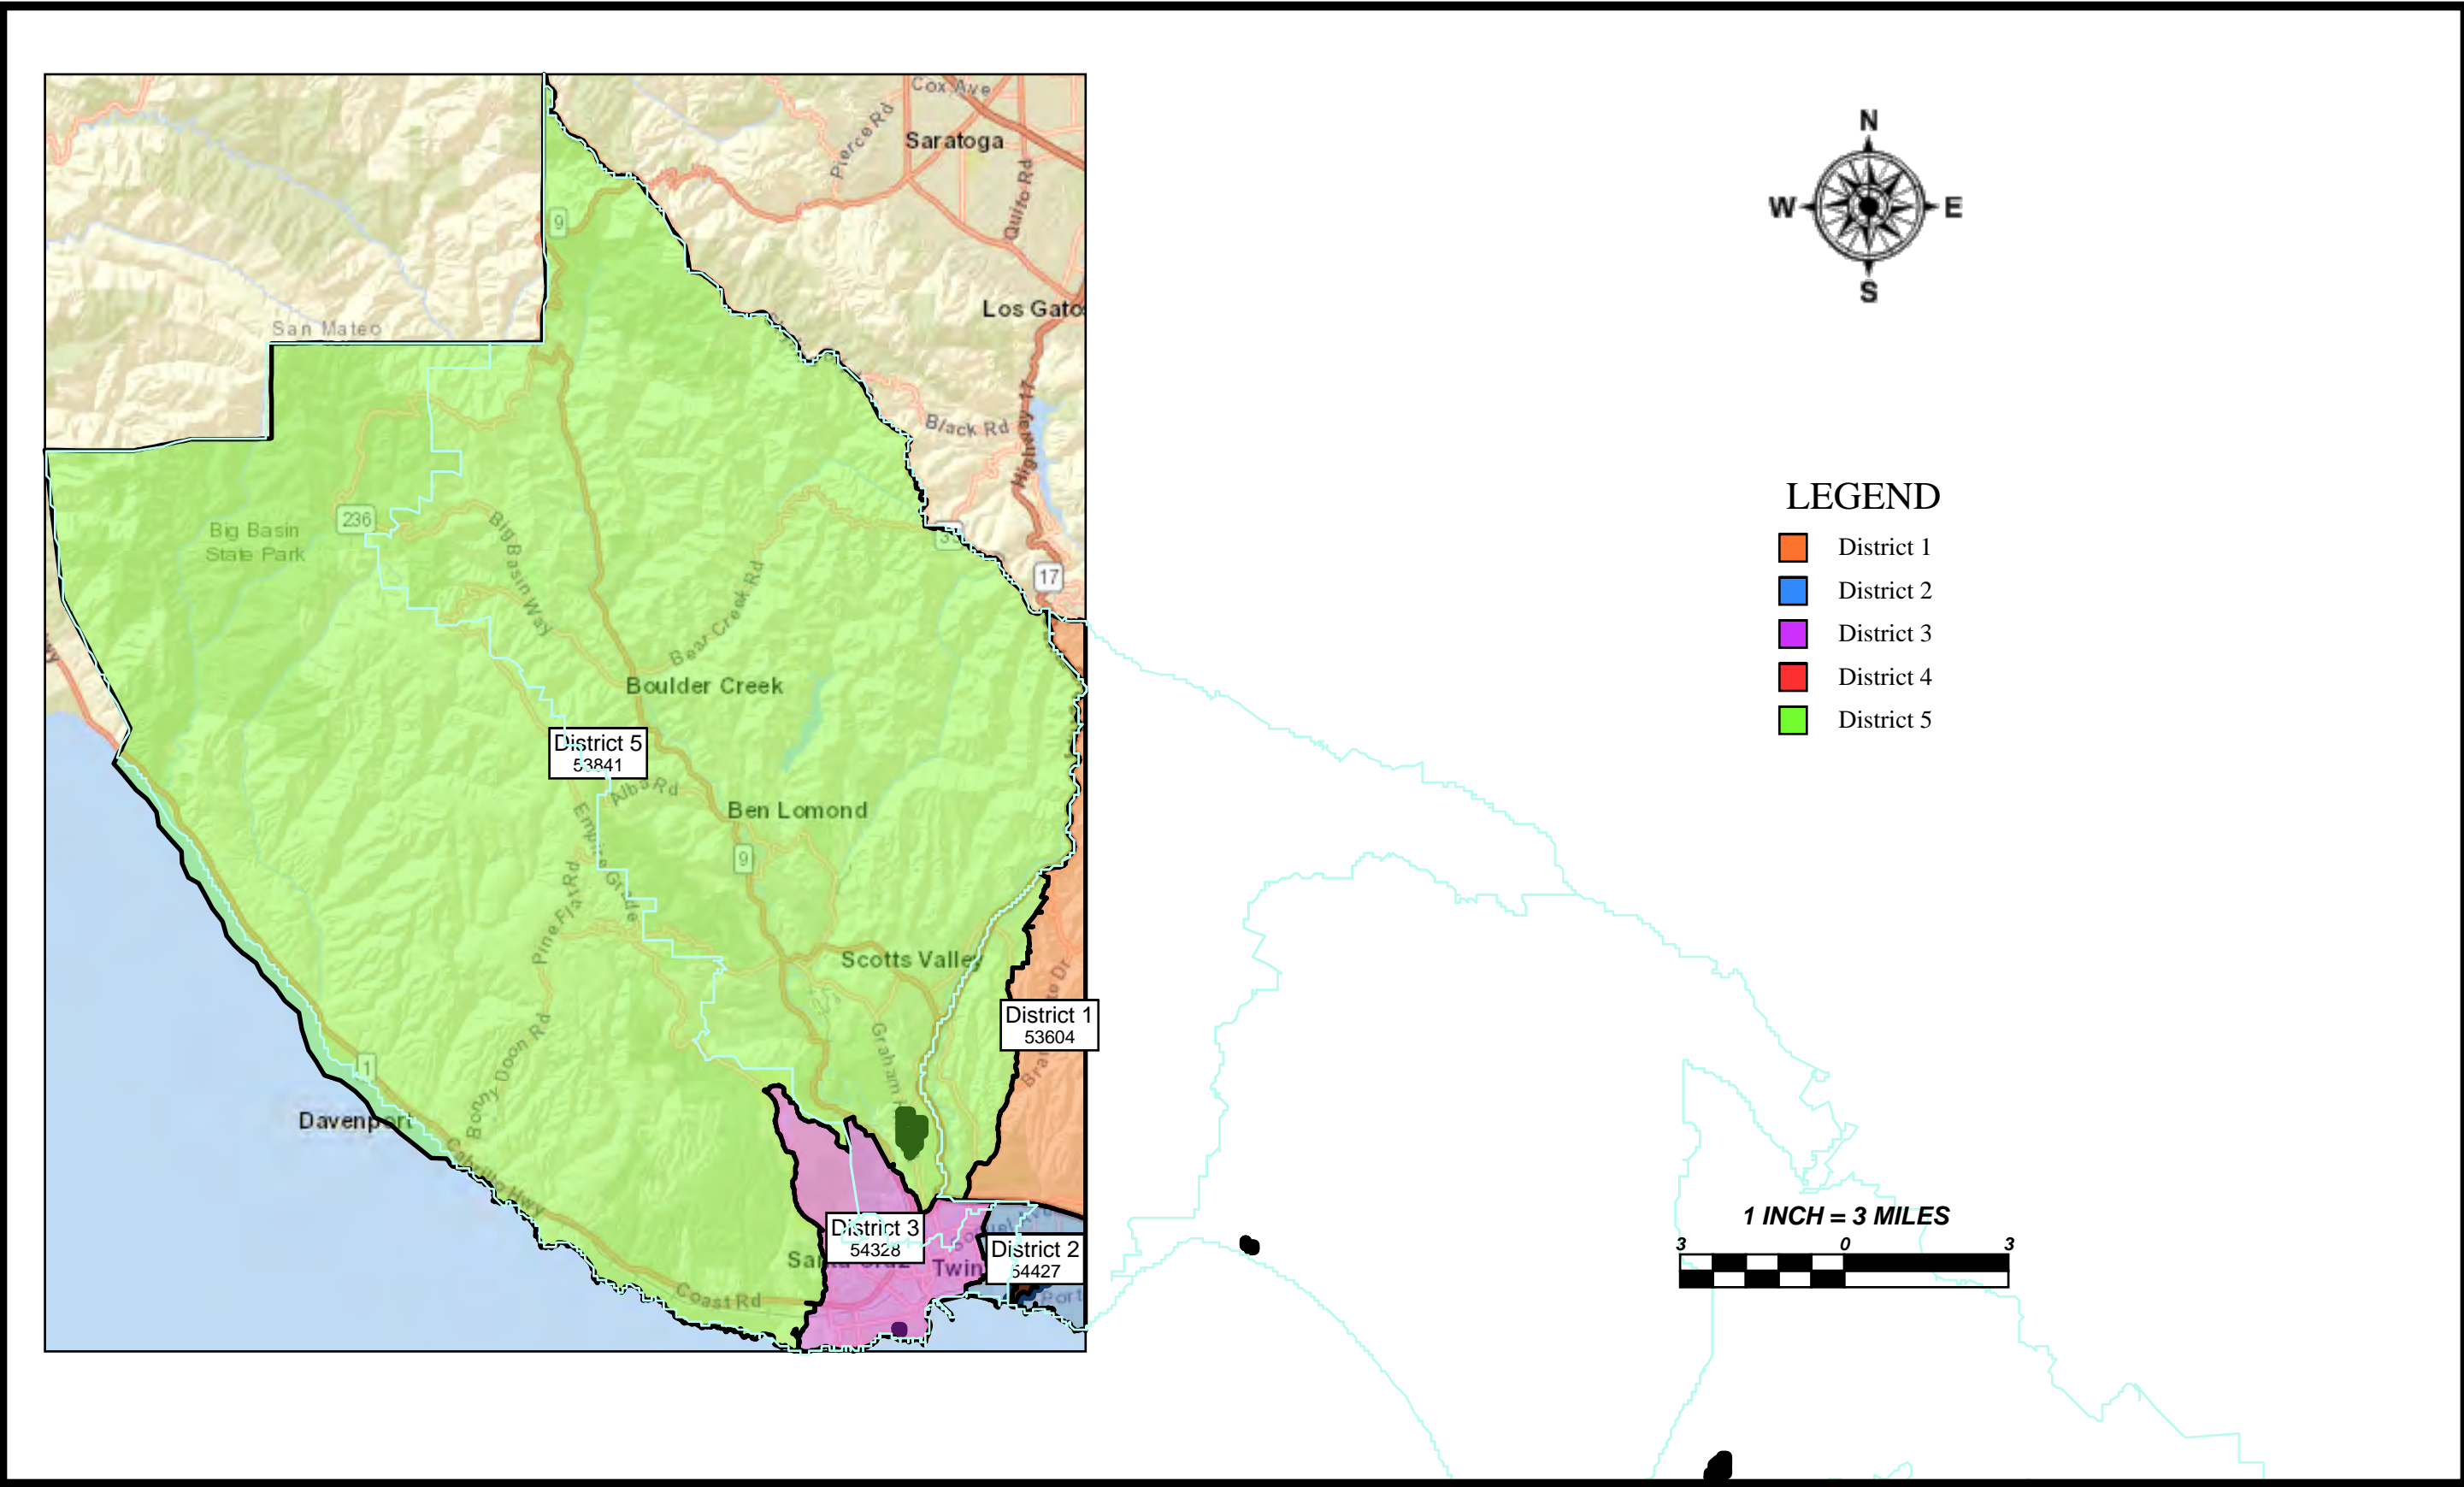 Cox Ave
Pierce Rd
Saratoga
Quito Rd
9
Los Gato
San Mateo
Black Rd
Highway 17
236
Big Basin
State Park
Big Basin Way
35
17
wy
Bear Creek Rd
Boulder Creek
District 5
53841
Alba Rd
Ben Lomond
Empire Grade
9
Pine Flat Rd
Scotts Valley
District 1
53604
Graham
Bonny Doon Rd
1
Davenport
Cabrillo Hwy
District 3
54328
Santa Cruz
Twin
District 2
54427
Port
Coast Rd
N
W
E
S
LEGEND
District 1
District 2
District 3
District 4
District 5
1 INCH = 3 MILES
3 0 3